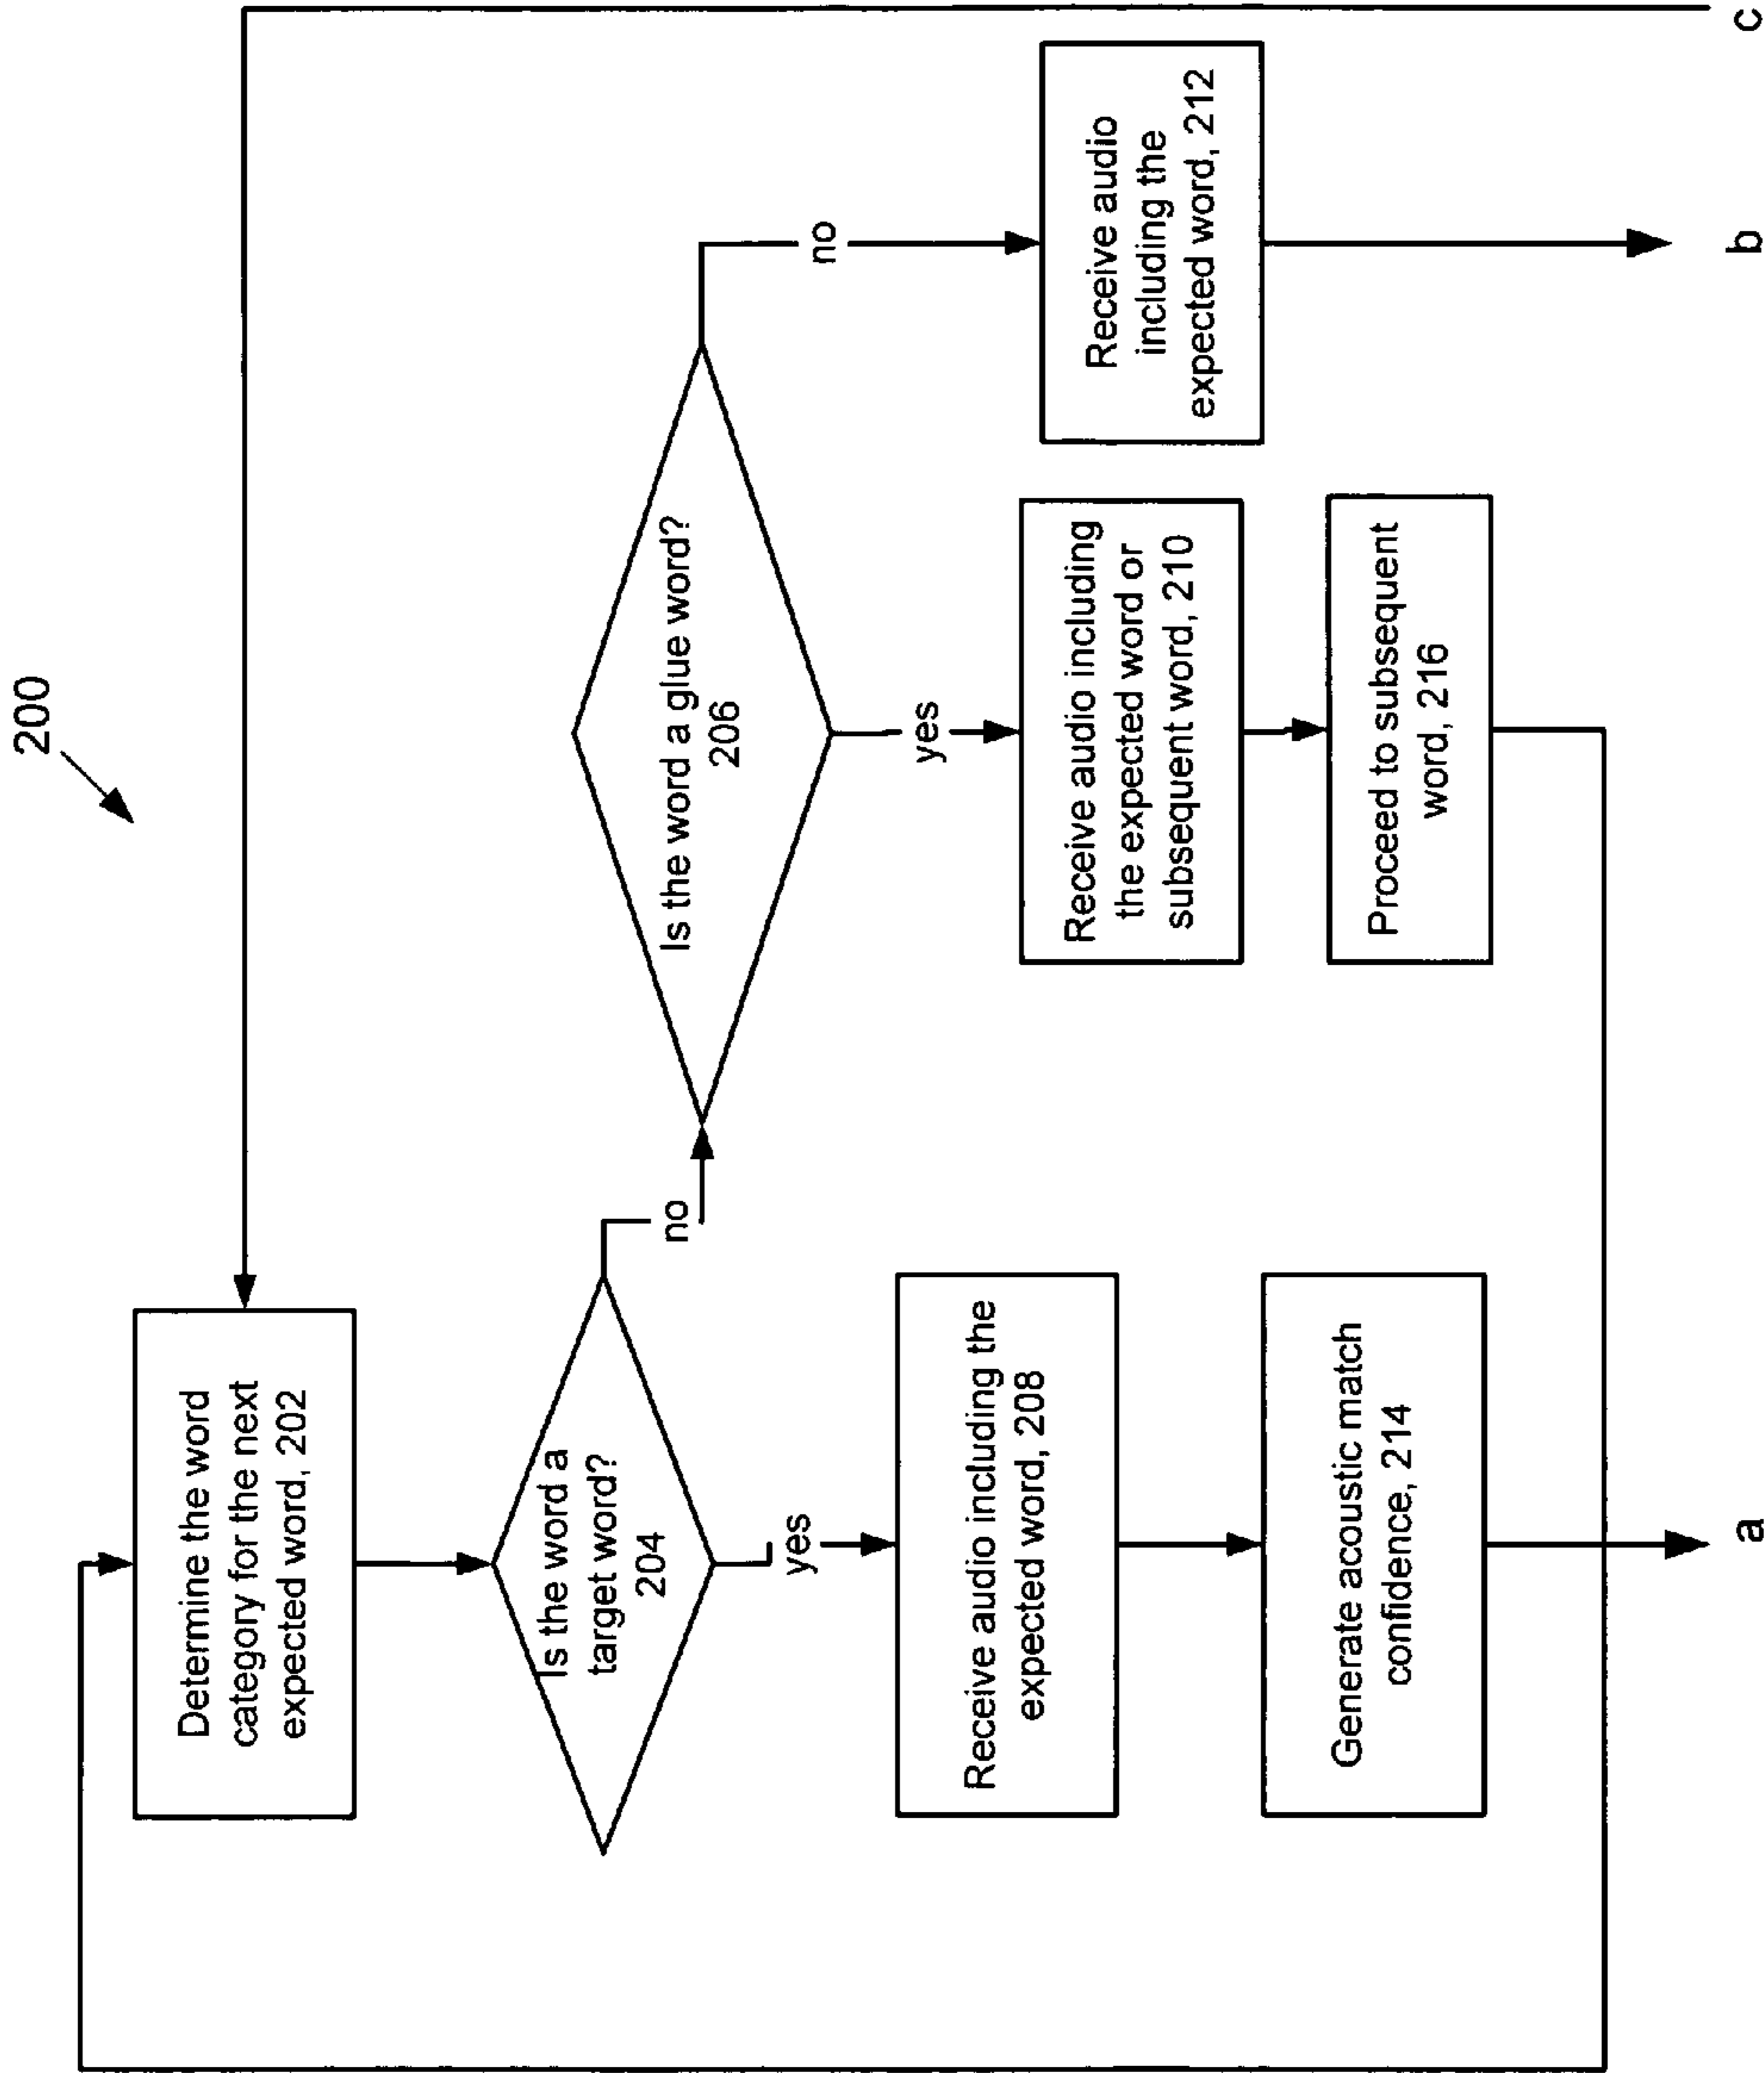 200
Determine the word
category for the next
expected word, 202
Is the word a
target word?
204
no
yes
Is the word a glue word?
206
no
yes
Receive audio including the
expected word, 208
Receive audio including
the expected word or
subsequent word, 210
Receive audio
including the
expected word, 212
Generate acoustic match
confidence, 214
Proceed to subsequent
word, 216
a
b
c